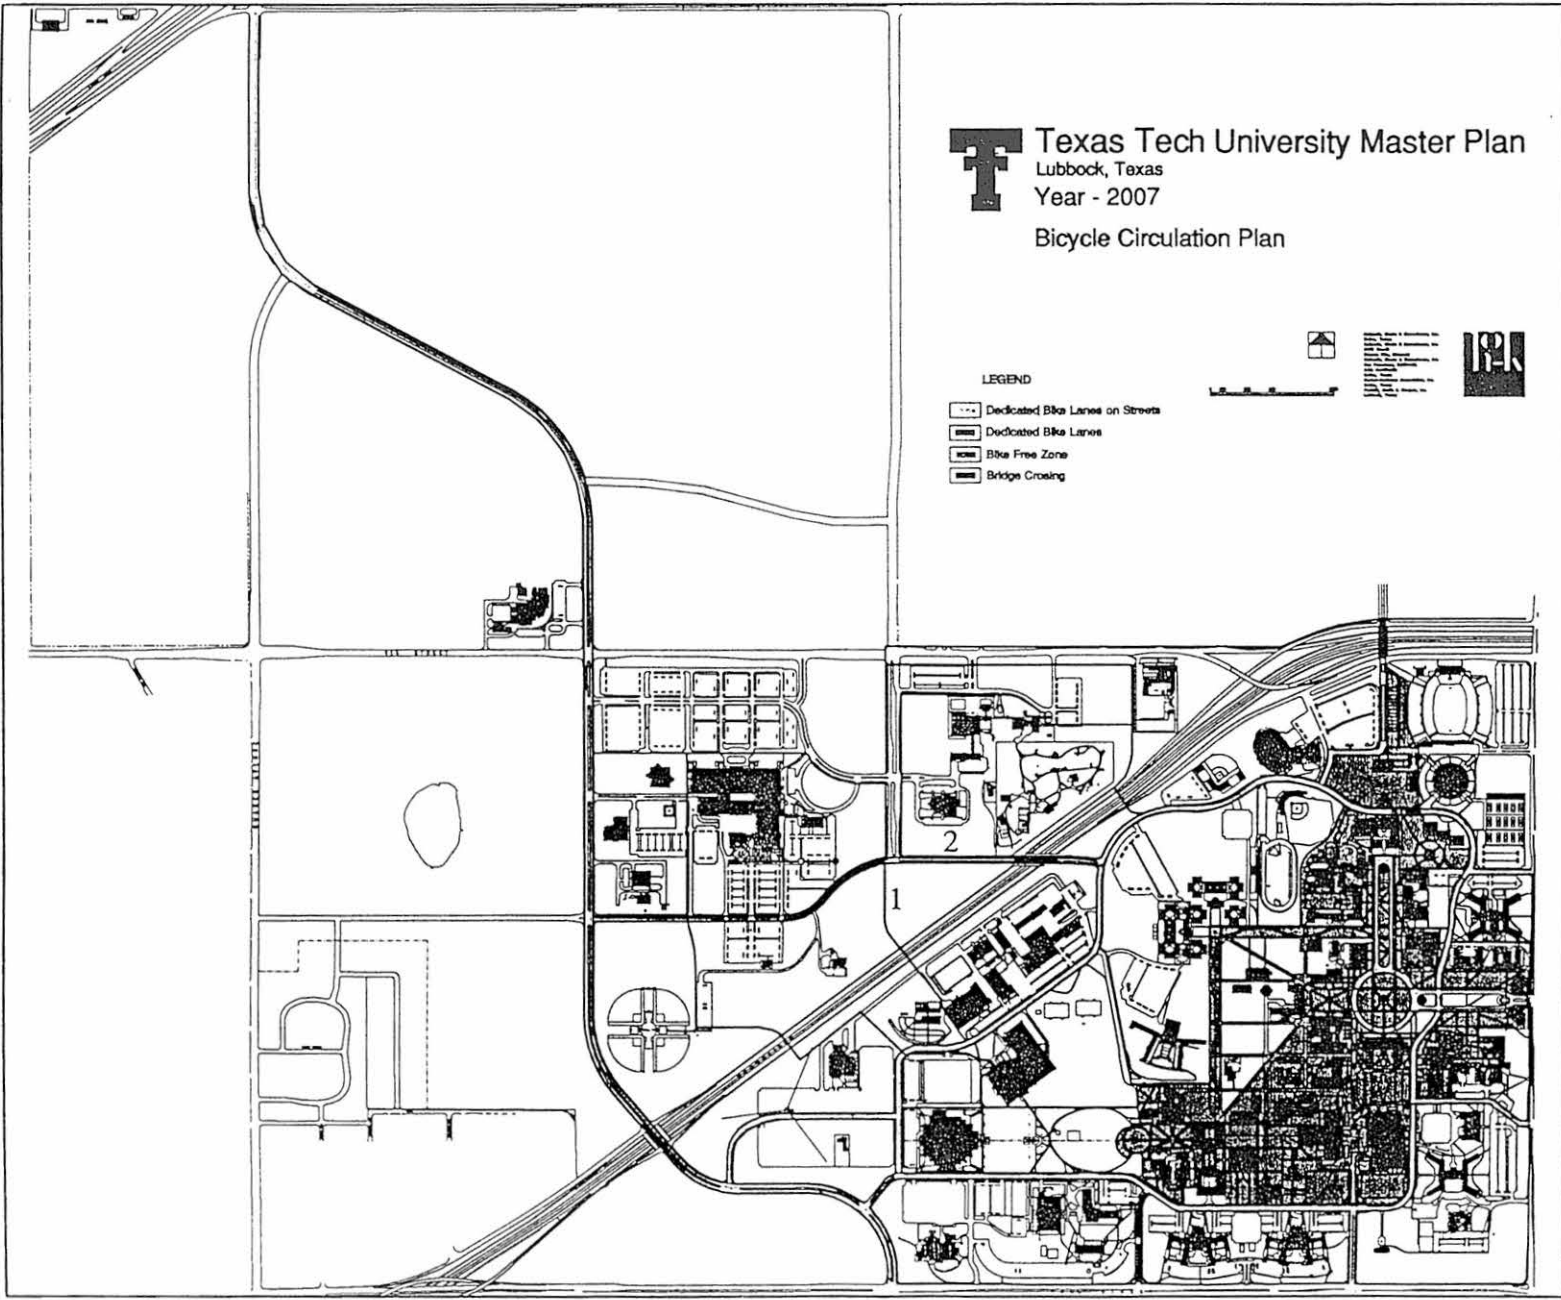 Texas Tech University Master Plan
Lubbock, Texas
Year - 2007
Bicycle Circulation Plan
LEGEND
Dedicated Bike Lanes on Streets
Dedicated Bike Lanes
Bike Free Zone
Bridge Crosing
2
1